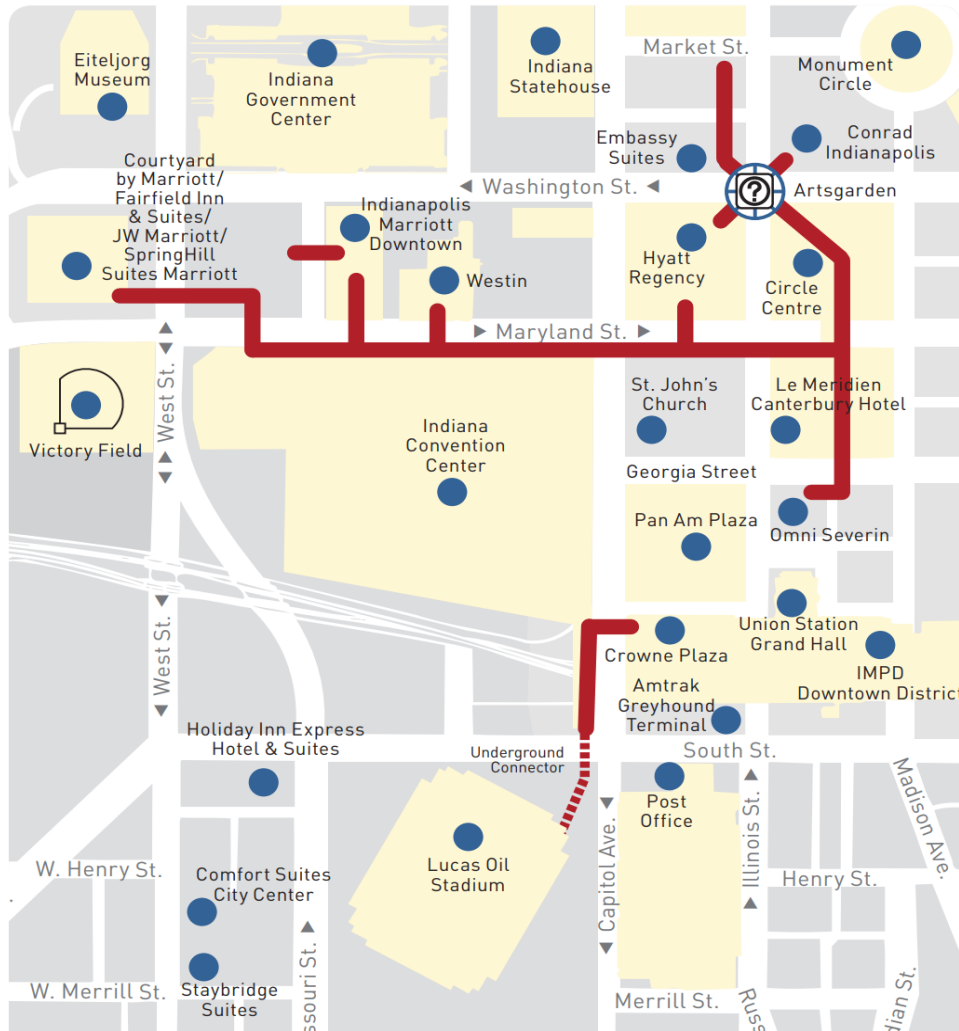 Market St.
Eiteljorg
Museum
Indiana
Government
Center
Indiana
Statehouse
Monument
Circle
Embassy
Suites
Conrad
Indianapolis
Courtyard
by Marriott/
Fairfield Inn
& Suites/
JW Marriott/
SpringHill
Suites Marriott
Washington St.
?
Artsgarden
Indianapolis
Marriott
Downtown
Westin
Hyatt
Regency
Circle
Centre
Maryland St.
West St.
Victory Field
St. John's
Church
Le Meridien
Canterbury Hotel
Indiana
Convention
Center
Georgia Street
Pan Am Plaza
Omni Severin
West St.
Union Station
Grand Hall
Crowne Plaza
IMPD
Downtown District
Amtrak
Greyhound
Terminal
Holiday Inn Express
Hotel & Suites
Underground
Connector
South St.
Madison Ave.
Post
Office
Capitol Ave.
Illinois St.
Lucas Oil
Stadium
W. Henry St.
Comfort Suites
City Center
Henry St.
W. Merrill St.
Staybridge
Suites
ssouri St.
Merrill St.
Russ
dian St.